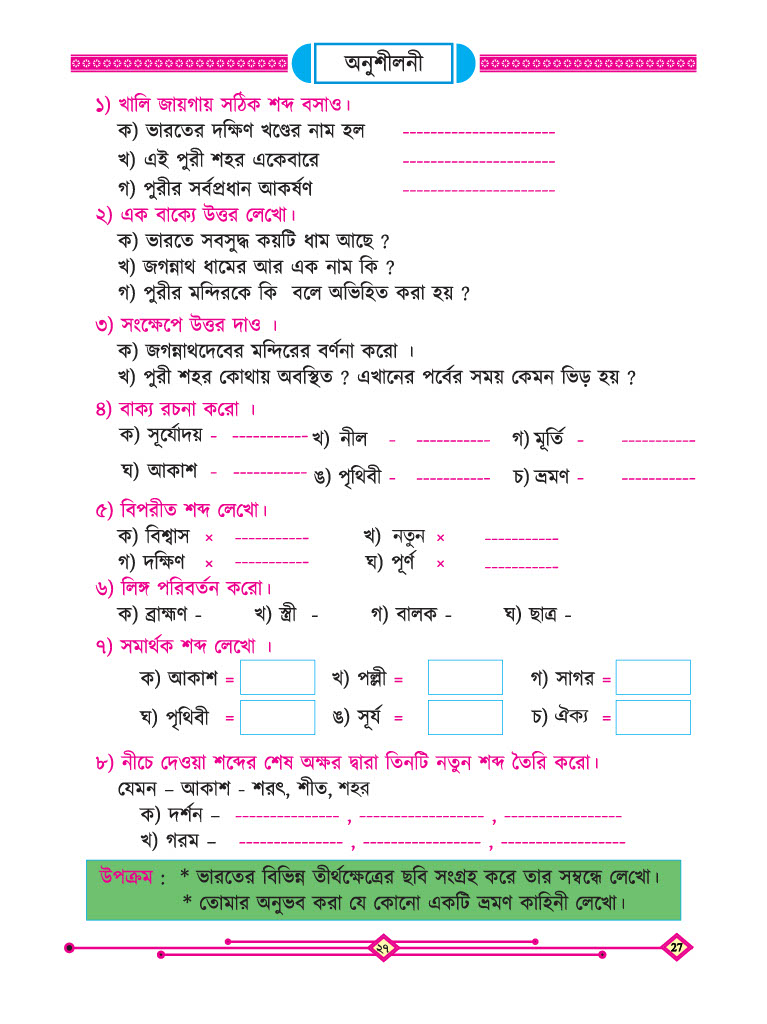 অনুশীলনী
১) খালি জায়গায় সঠিক শব্দ বসাও।
ক) ভারতের দক্ষিণ খণ্ডের নাম হল ----------------------
খ) এই পুরী শহর একেবারে ----------------------
গ) পুরীর সর্বপ্রধান আকর্ষণ ----------------------
২) এক বাক্যে উত্তর লেখো।
ক) ভারতে সবসুদ্ধ কয়টি ধাম আছে ?
খ) জগন্নাথ ধামের আর এক নাম কি ?
গ) পুরীর মন্দিরকে কি বলে অভিহিত করা হয় ?
৩) সংক্ষেপে উত্তর দাও ।
ক) জগন্নাথদেবের মন্দিরের বর্ণনা করো ।
খ) পুরী শহর কোথায় অবস্থিত ? এখানের পর্বের সময় কেমন ভিড় হয় ?
৪) বাক্য রচনা করো ।
ক) সূর্যোদয় - ----------- খ) নীল - ----------- গ) মূর্তি - -----------
ঘ) আকাশ - ----------- ঙ) পৃথিবী - ----------- চ) ভ্রমণ - -----------
৫) বিপরীত শব্দ লেখো।
ক) বিশ্বাস × ----------- খ) নতুন × -----------
গ) দক্ষিণ × ----------- ঘ) পূর্ণ × -----------
৬) লিঙ্গ পরিবর্তন করো।
ক) ব্রাহ্মণ - খ) স্ত্রী - গ) বালক - ঘ) ছাত্র -
৭) সমার্থক শব্দ লেখো ।
ক) আকাশ = খ) পল্লী = গ) সাগর =
ঘ) পৃথিবী = ঙ) সূর্য = চ) ঐক্য =
৮) নীচে দেওয়া শব্দের শেষ অক্ষর দ্বারা তিনটি নতুন শব্দ তৈরি করো।
যেমন – আকাশ - শরৎ, শীত, শহর
ক) দর্শন – --------------- , ------------------ , -----------------
খ) গরম – --------------- , ----------------- , ------------------
উপক্রম : * ভারতের বিভিন্ন তীর্থক্ষেত্রের ছবি সংগ্রহ করে তার সম্বন্ধে লেখো।
* তোমার অনুভব করা যে কোনো একটি ভ্রমণ কাহিনী লেখো।
২৭ 27